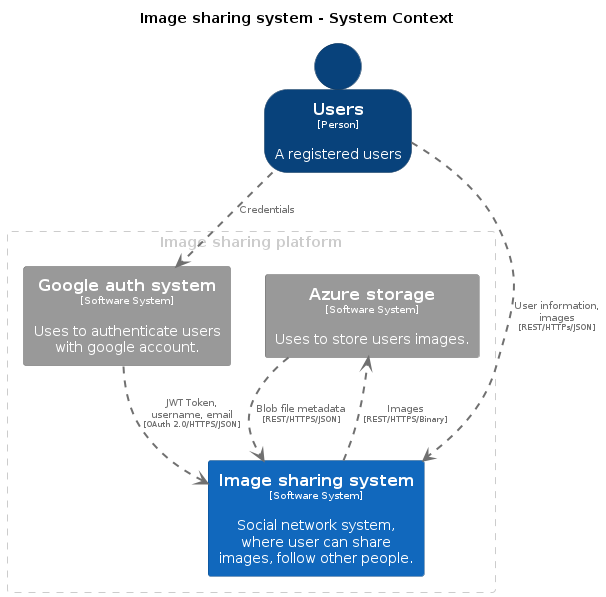 Image sharing system - System Context
Users
[Person]
A registered users
Credentials
Image sharing platform
Google auth system
[Software System]
Uses to authenticate users
with google account.
Azure storage
[Software System]
Uses to store users images.
User information,
images
[REST/HTTPs/JSON]
JWT Token,
username, email
[OAuth 2.0/HTTPS/JSON]
Blob file metadata
[REST/HTTPS/JSON]
Images
[REST/HTTPS/Binary]
Image sharing system
[Software System]
Social network system,
where user can share
images, follow other people.